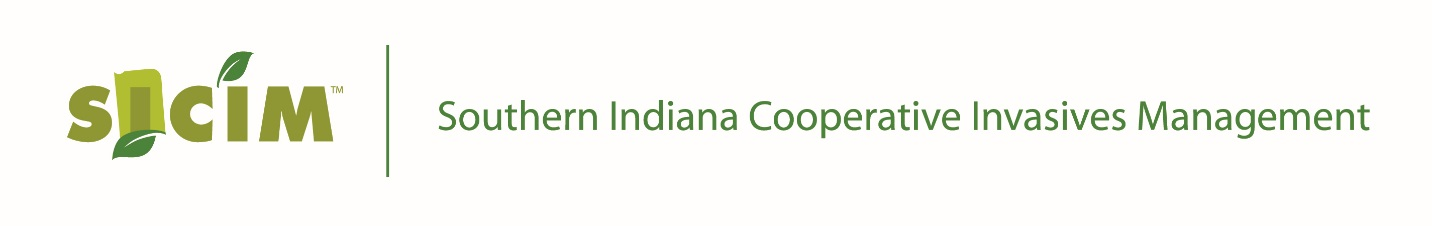 SICIM™
Southern Indiana Cooperative Invasives Management